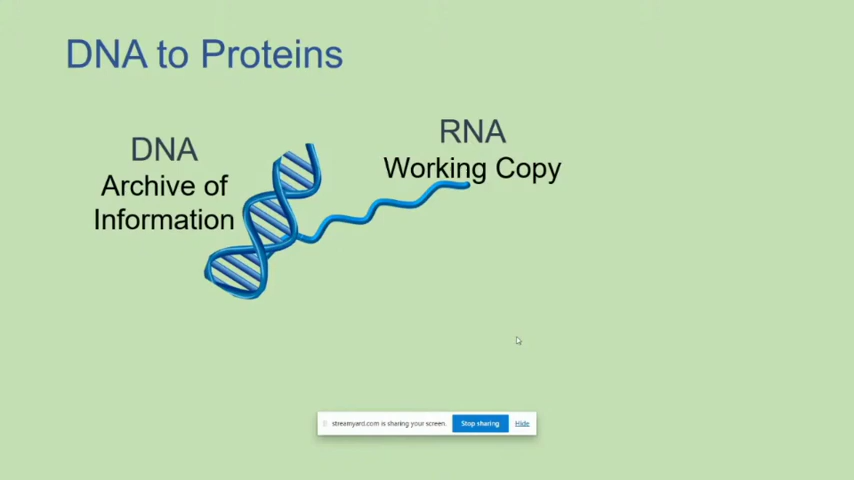 DNA to Proteins
DNA
Archive of
Information
RNA
Working Copy
streamyard.com is sharing your screen.
Stop sharing
Hide